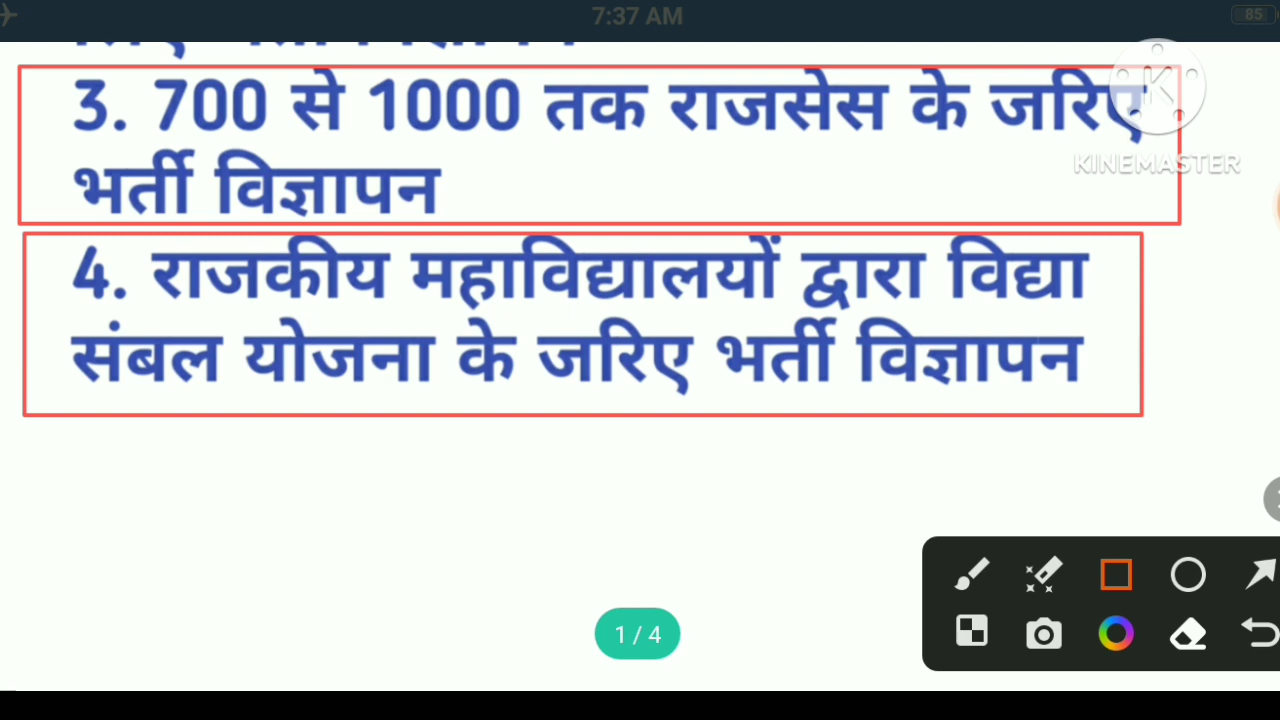 7:37 AM
85
3. 700 से 1000 तक राजसेस के जरिए
भर्ती विज्ञापन
KINEMASTER
4. राजकीय महाविद्यालयों द्वारा विद्या
संबल योजना के जरिए भर्ती विज्ञापन
1 / 4